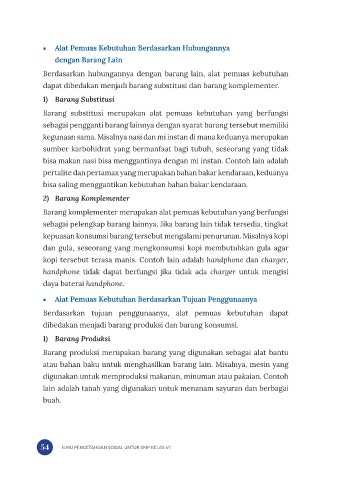 • Alat Pemuas Kebutuhan Berdasarkan Hubungannya
dengan Barang Lain
Berdasarkan hubungannya dengan barang lain, alat pemuas kebutuhan
dapat dibedakan menjadi barang substitusi dan barang komplementer.
1) Barang Substitusi
Barang substitusi merupakan alat pemuas kebutuhan yang berfungsi
sebagai pengganti barang lainnya dengan syarat barang tersebut memiliki
kegunaan sama. Misalnya nasi dan mi instan di mana keduanya merupakan
sumber karbohidrat yang bermanfaat bagi tubuh, seseorang yang tidak
bisa makan nasi bisa menggantinya dengan mi instan. Contoh lain adalah
pertalite dan pertamax yang merupakan bahan bakar kendaraan, keduanya
bisa saling menggantikan kebutuhan bahan bakar kendaraan.
2) Barang Komplementer
Barang komplementer merupakan alat pemuas kebutuhan yang berfungsi
sebagai pelengkap barang lainnya. Jika barang lain tidak tersedia, tingkat
kepuasan konsumsi barang tersebut mengalami penurunan. Misalnya kopi
dan gula, seseorang yang mengkonsumsi kopi membutuhkan gula agar
kopi tersebut terasa manis. Contoh lain adalah handphone dan charger,
handphone tidak dapat berfungsi jika tidak ada charger untuk mengisi
daya baterai handphone.
• Alat Pemuas Kebutuhan Berdasarkan Tujuan Penggunaanya
Berdasarkan tujuan penggunaanya, alat pemuas kebutuhan dapat
dibedakan menjadi barang produksi dan barang konsumsi.
1) Barang Produksi
Barang produksi merupakan barang yang digunakan sebagai alat bantu
atau bahan baku untuk menghasilkan barang lain. Misalnya, mesin yang
digunakan untuk memproduksi makanan, minuman atau pakaian. Contoh
lain adalah tanah yang digunakan untuk menanam sayuran dan berbagai
buah.
54 ILMU PENGETAHUAN SOSIAL UNTUK SMP KELAS VII